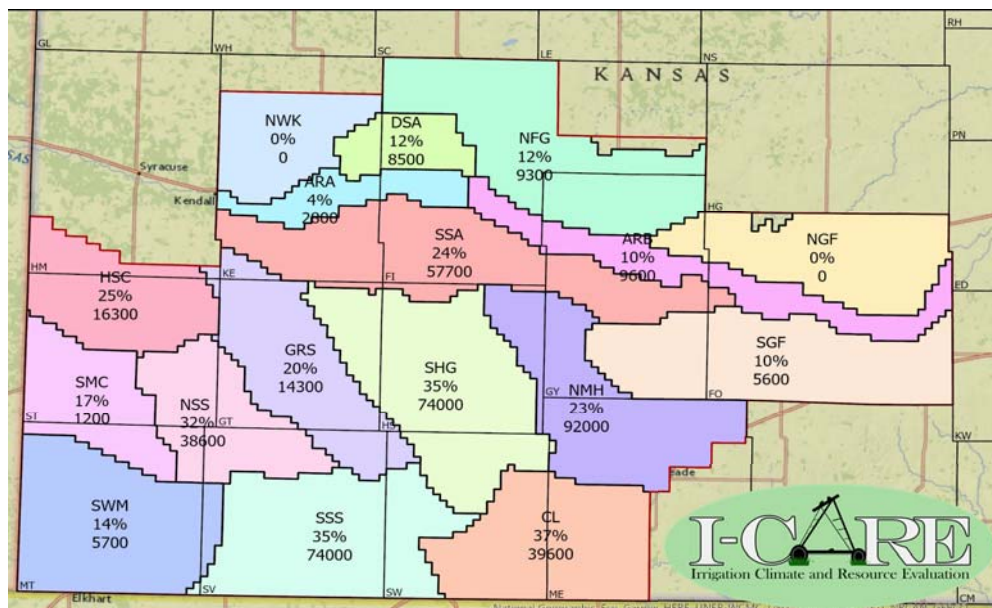 RH
GL
WH
SC
LE
NS
KANSAS
NWK
0%
0
DSA
12%
8500
NFG
12%
9300
PN
Syracuse
Kendall
ARA
4%
2800
HG
SSA
24%
57700
ARB
10%
9600
NGF
0%
0
HM
HSC
25%
16300
KE
FI
ED
GRS
20%
14300
SHG
35%
74000
SGF
10%
5600
SMC
17%
1200
NSS
32%
38600
GY
NMH
23%
92000
FO
ST
GT
HS
KW
SWM
14%
5700
SSS
35%
74000
CL
37%
39600
I-CARE
Irrigation Climate and Resource Evaluation
MT
Elkhart
SV
SW
ME
CM